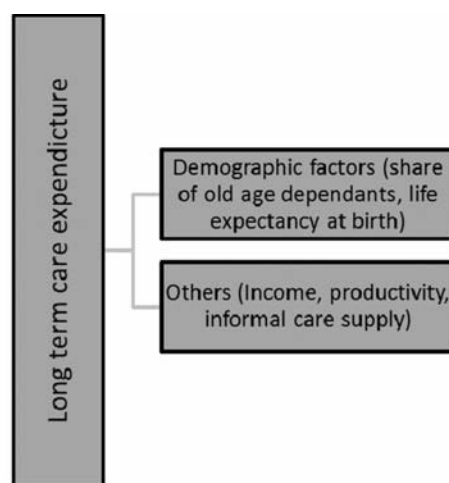 Long term care expendicture
Demographic factors (share
of old age dependants, life
expectancy at birth)
Others (Income, productivity,
informal care supply)